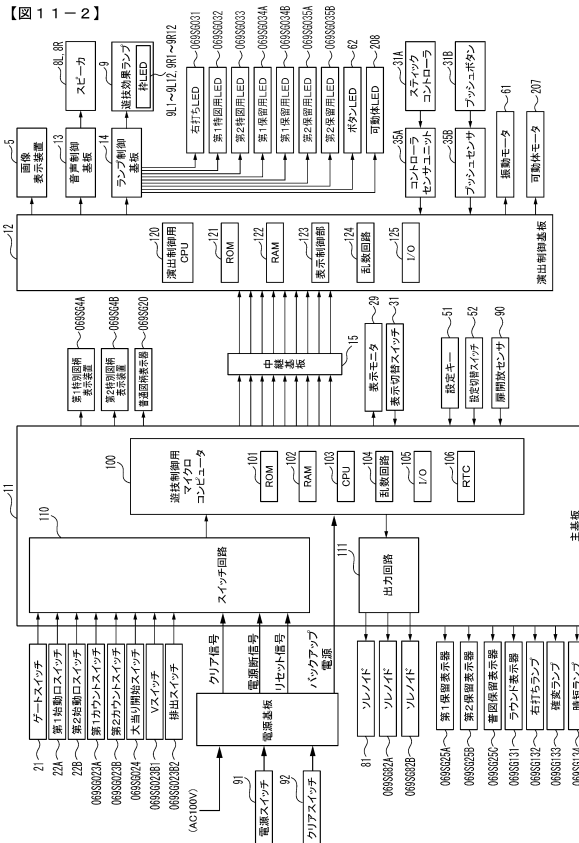 【図１１－２】
5
画像
表示装置
13
音声制御
基板
8L, 8R
スピーカ
14
ランプ制御
基板
9
遊技効果ランプ
枠LED
9L1～9L12, 9R1～9R12
右打ちLED
069SG031
第1特図用LED
069SG032
第2特図用LED
069SG033
第1保留用LED
069SG034A
第1保留用LED
069SG034B
第2保留用LED
069SG035A
第2保留用LED
069SG035B
ボタンLED
62
可動体LED
208
35A
コントローラ
センサユニット
31A
スティック
コントローラ
35B
プッシュセンサ
31B
プッシュボタン
振動モータ
61
可動体モータ
207
12
120
演出制御用
CPU
121
ROM
122
RAM
123
表示制御部
124
乱数回路
125
I/O
演出制御基板
第1特別図柄
表示装置
069SG4A
第2特別図柄
表示装置
069SG4B
普通図柄表示器
069SG20
中継
基板
15
表示モニタ
29
表示切替スイッチ
31
設定キー
51
設定切替スイッチ
52
扉開放センサ
90
11
100
遊技制御用
マイクロ
コンピュータ
101
ROM
102
RAM
103
CPU
104
乱数回路
105
I/O
106
RTC
主基板
110
スイッチ回路
111
出力回路
ゲートスイッチ
21
第1始動口スイッチ
22A
第2始動口スイッチ
22B
第1カウントスイッチ
069SG023A
第2カウントスイッチ
069SG023B
大当り開始スイッチ
069SG024
Vスイッチ
069SG023B1
排出スイッチ
069SG023B2
クリア信号
電源断信号
リセット信号
バックアップ
電源
電源基板
(AC100V)
91
電源スイッチ
92
クリアスイッチ
ソレノイド
81
ソレノイド
069SG82A
ソレノイド
069SG82B
第1保留表示器
069SG25A
第2保留表示器
069SG25B
普図保留表示器
069SG25C
ラウンド表示器
069SG131
右打ちランプ
069SG132
確変ランプ
069SG133
時短ランプ
069SG134